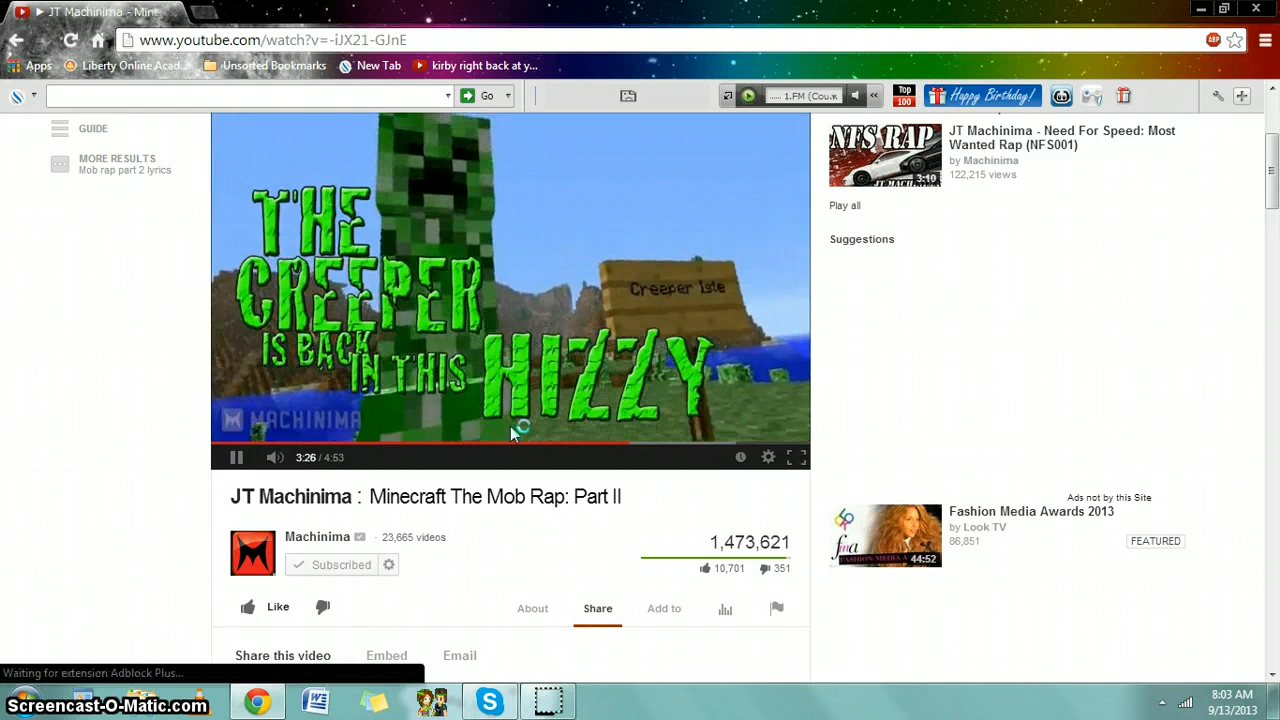 ▶ JT Machinima - Mine
www.youtube.com/watch?v=-iJX21-GJnE
ABP
Apps
Liberty Online Acad...
Unsorted Bookmarks
New Tab
kirby right back at y...
Go
..... 1.FM (Cou...
Top 100
Happy Birthday!
GUIDE
MORE RESULTS
Mob rap part 2 lyrics
THE
CREEPER
IS BACK
IN THIS
HIZZY
Creeper Isle
MACHINIMA
3:26 / 4:53
NFS RAP
3:10
JT Machinima - Need For Speed: Most
Wanted Rap (NFS001)
by Machinima
122,215 views
Play all
Suggestions
JT Machinima : Minecraft The Mob Rap: Part II
Machinima · 23,665 videos
Subscribed
1,473,621
10,701 351
Like
About
Share
Add to
Share this video
Embed
Email
Ads not by this Site
fma
FASHION MEDIA A
44:52
Fashion Media Awards 2013
by Look TV
86,851
FEATURED
Waiting for extension Adblock Plus...
Screencast-O-Matic.com
8:03 AM
9/13/2013